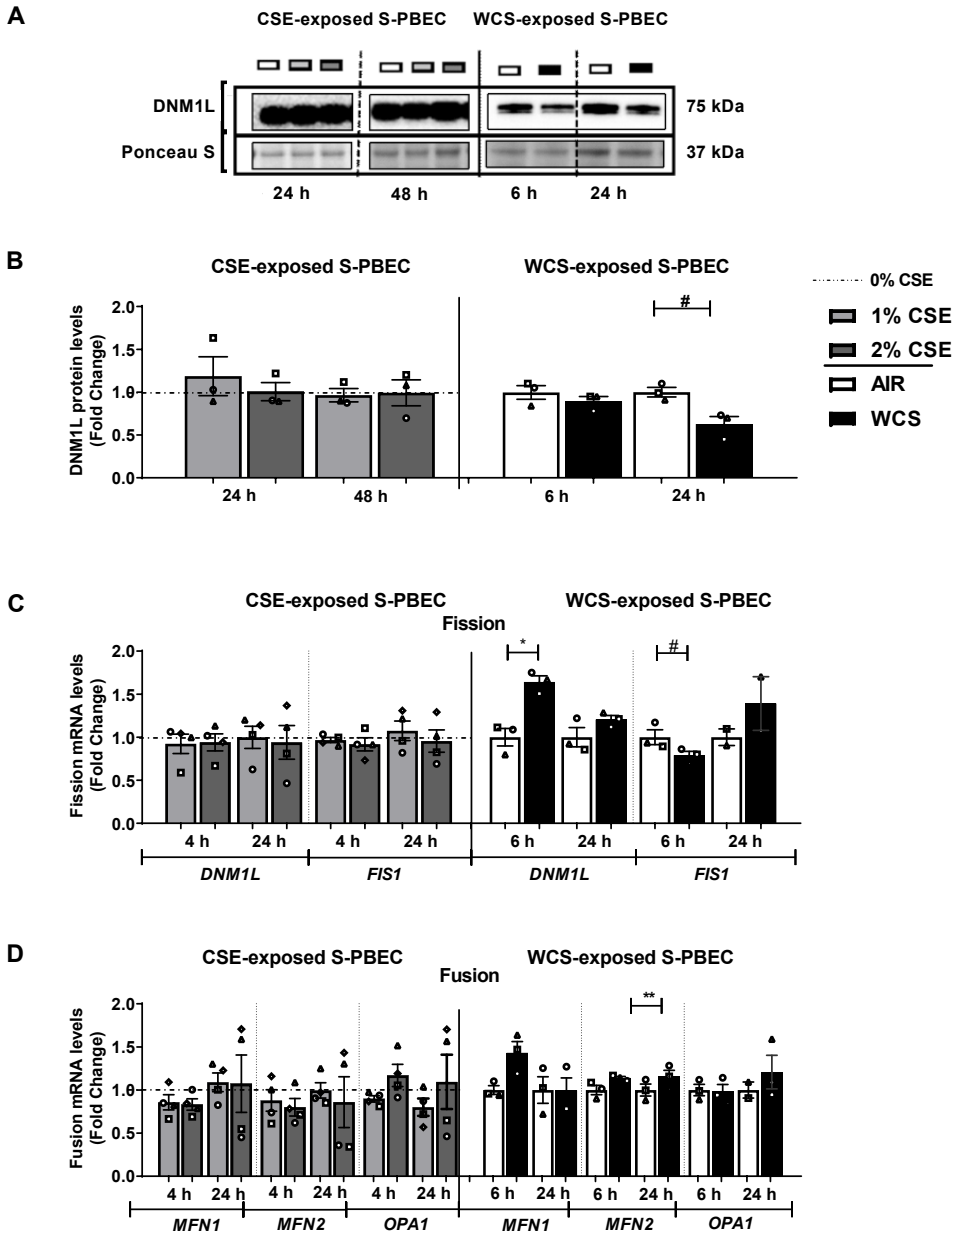 A
CSE-exposed S-PBEC WCS-exposed S-PBEC
DNM1L 75 kDa
Ponceau S 37 kDa
24 h 48 h 6 h 24 h
B
CSE-exposed S-PBEC WCS-exposed S-PBEC
DNM1L protein levels
(Fold Change)
2.0
1.5
1.0
0.5
0.0
#
24 h 48 h 6 h 24 h
0% CSE
1% CSE
2% CSE
AIR
WCS
C
CSE-exposed S-PBEC WCS-exposed S-PBEC
Fission
Fission mRNA levels
(Fold Change)
2.0
1.5
1.0
0.5
0.0
* #
4 h 24 h 4 h 24 h 6 h 24 h 6 h 24 h
DNM1L FIS1 DNM1L FIS1
D
CSE-exposed S-PBEC WCS-exposed S-PBEC
Fusion
Fusion mRNA levels
(Fold Change)
2.0
1.5
1.0
0.5
0.0
**
4 h 24 h 4 h 24 h 4 h 24 h 6 h 24 h 6 h 24 h 6 h 24 h
MFN1 MFN2 OPA1 MFN1 MFN2 OPA1